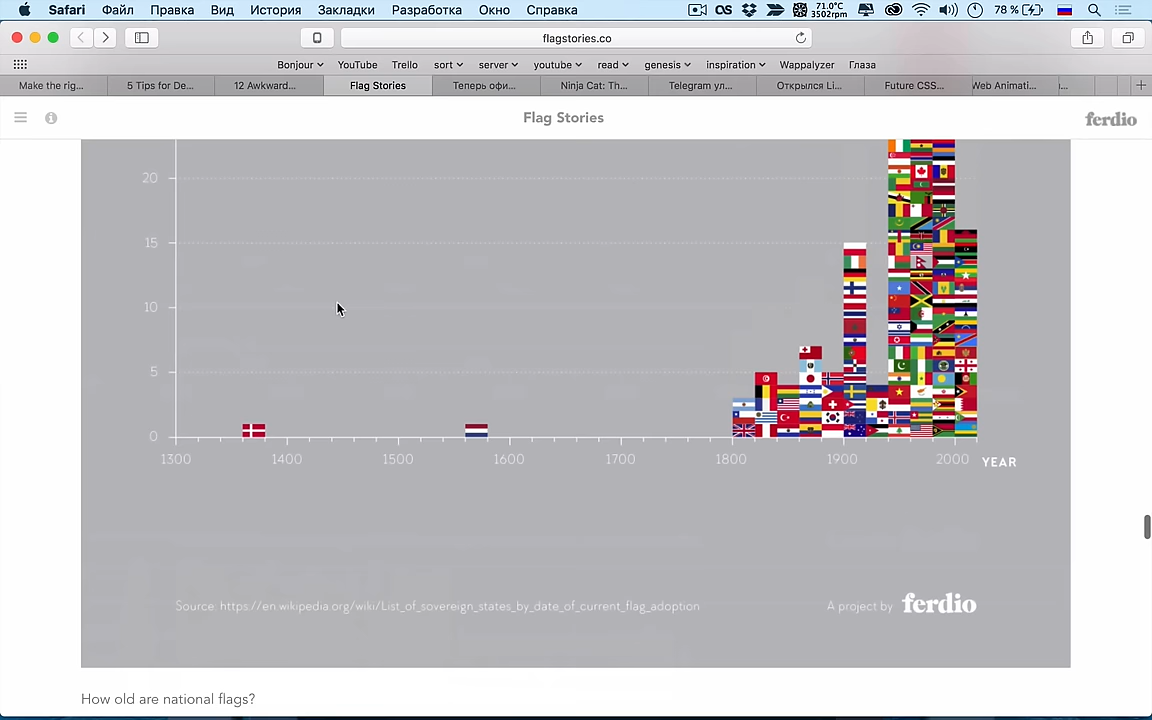 Safari Файл Правка Вид История Закладки Разработка Окно Справка 71.0°C 3502rpm 78 %
flagstories.co
Bonjour YouTube Trello sort server youtube read genesis inspiration Wappalyzer Глаза
Make the rig... 5 Tips for De... 12 Awkward... Flag Stories Теперь офи... Ninja Cat: Th... Telegram ул... Открылся Li... Future CSS... Web Animati...
Flag Stories
ferdio
20
15
10
5
0
1300 1400 1500 1600 1700 1800 1900 2000 YEAR
Source: https://en.wikipedia.org/wiki/List_of_sovereign_states_by_date_of_current_flag_adoption
A project by ferdio
How old are national flags?